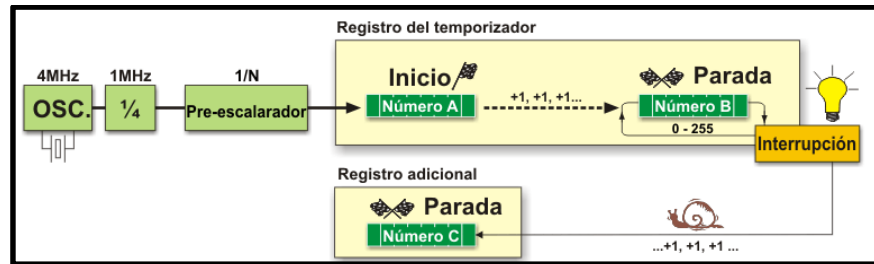 Registro del temporizador
4MHz
1MHz
1/N
OSC.
¼
Pre-escalarador
Inicio
Número A
+1, +1, +1...
Parada
Número B
0 - 255
Interrupción
Registro adicional
Parada
Número C
...+1, +1, +1 ...